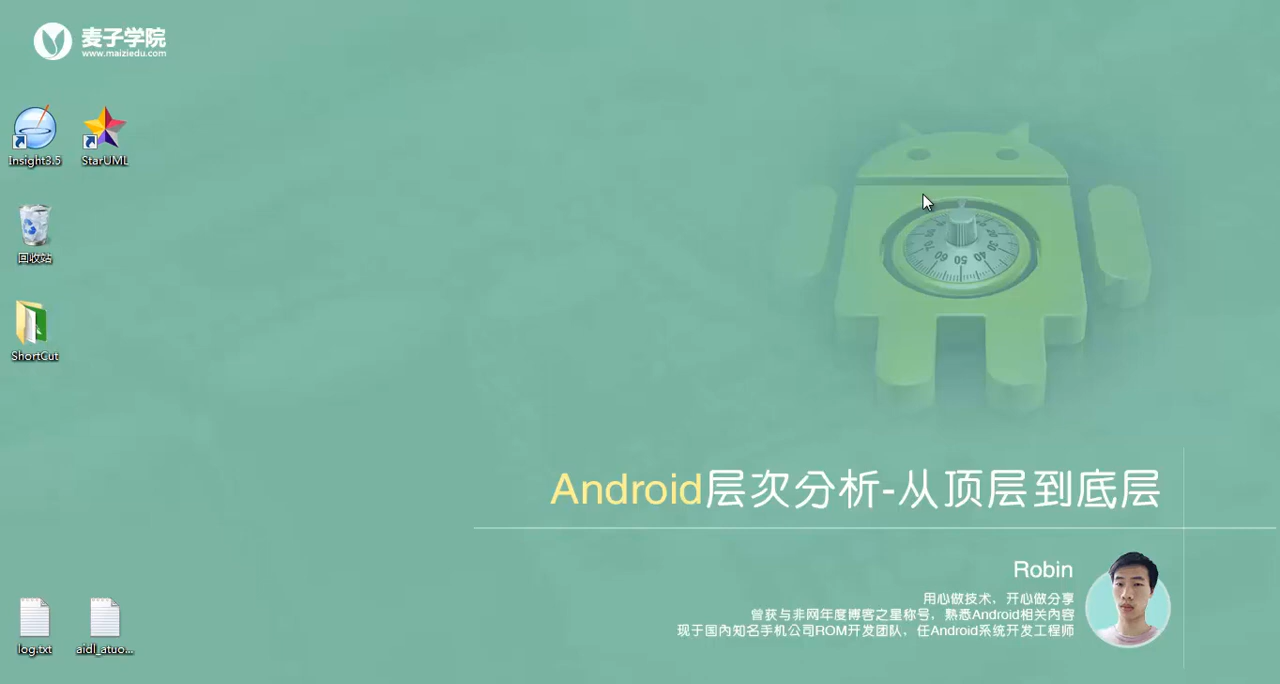 麦子学院
www.maiziedu.com
Insight3.5
StarUML
回收站
ShortCut
Android层次分析-从顶层到底层
Robin
用心做技术，开心做分享
曾获与非网年度博客之星称号，熟悉Android相关内容
现于国内知名手机公司ROM开发团队，任Android系统开发工程师
log.txt
aidl_atuo...
60 50 40 30 20